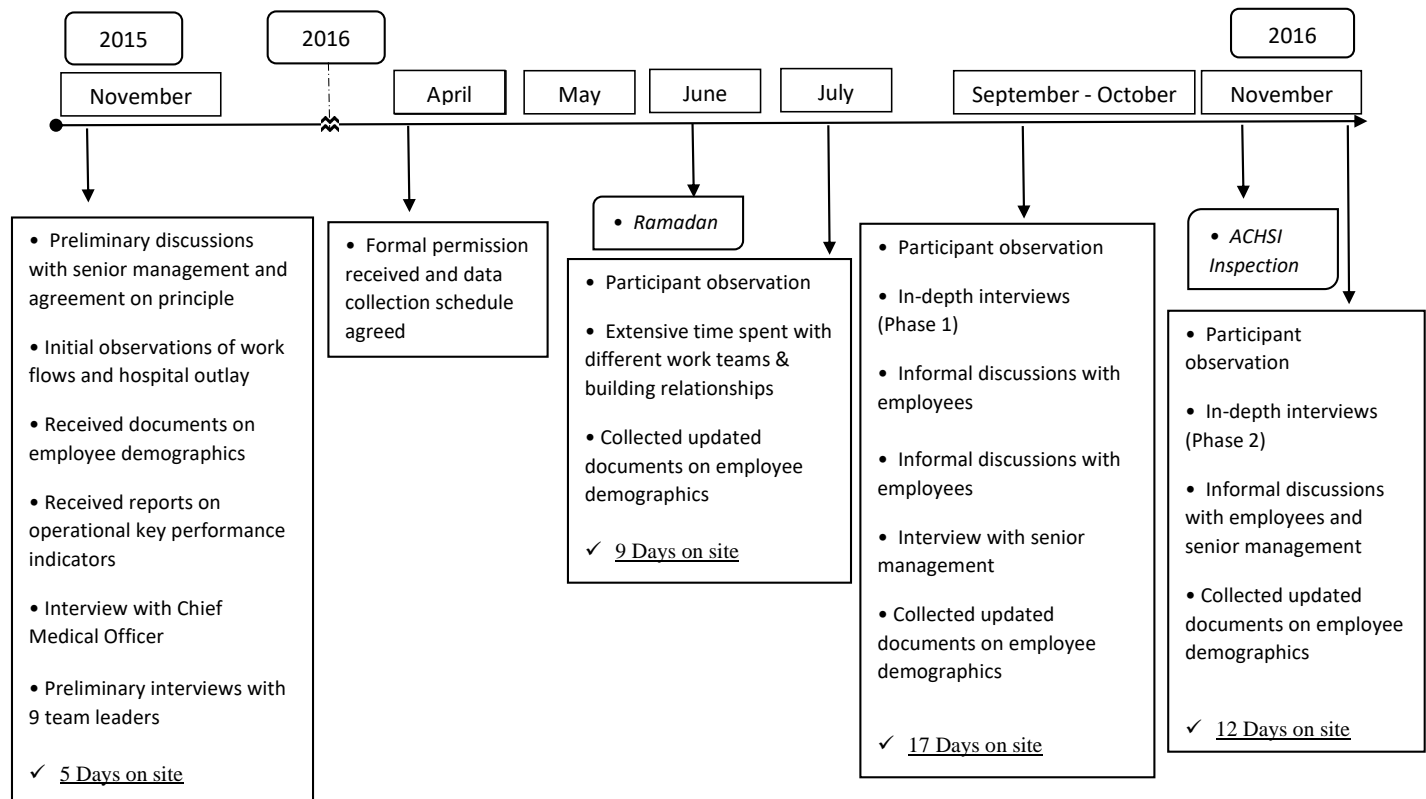 2015
2016
2016
November
April
May
June
July
September - October
November
• Preliminary discussions
with senior management and
agreement on principle
• Initial observations of work
flows and hospital outlay
• Received documents on
employee demographics
• Received reports on
operational key performance
indicators
• Interview with Chief
Medical Officer
• Preliminary interviews with
9 team leaders
✓ 5 Days on site
• Formal permission
received and data
collection schedule
agreed
• Ramadan
• Participant observation
• Extensive time spent with
different work teams &
building relationships
• Collected updated
documents on employee
demographics
✓ 9 Days on site
• Participant observation
• In-depth interviews
(Phase 1)
• Informal discussions with
employees
• Informal discussions with
employees
• Interview with senior
management
• Collected updated
documents on employee
demographics
✓ 17 Days on site
• ACHSI
Inspection
• Participant
observation
• In-depth interviews
(Phase 2)
• Informal discussions
with employees and
senior management
• Collected updated
documents on employee
demographics
✓ 12 Days on site